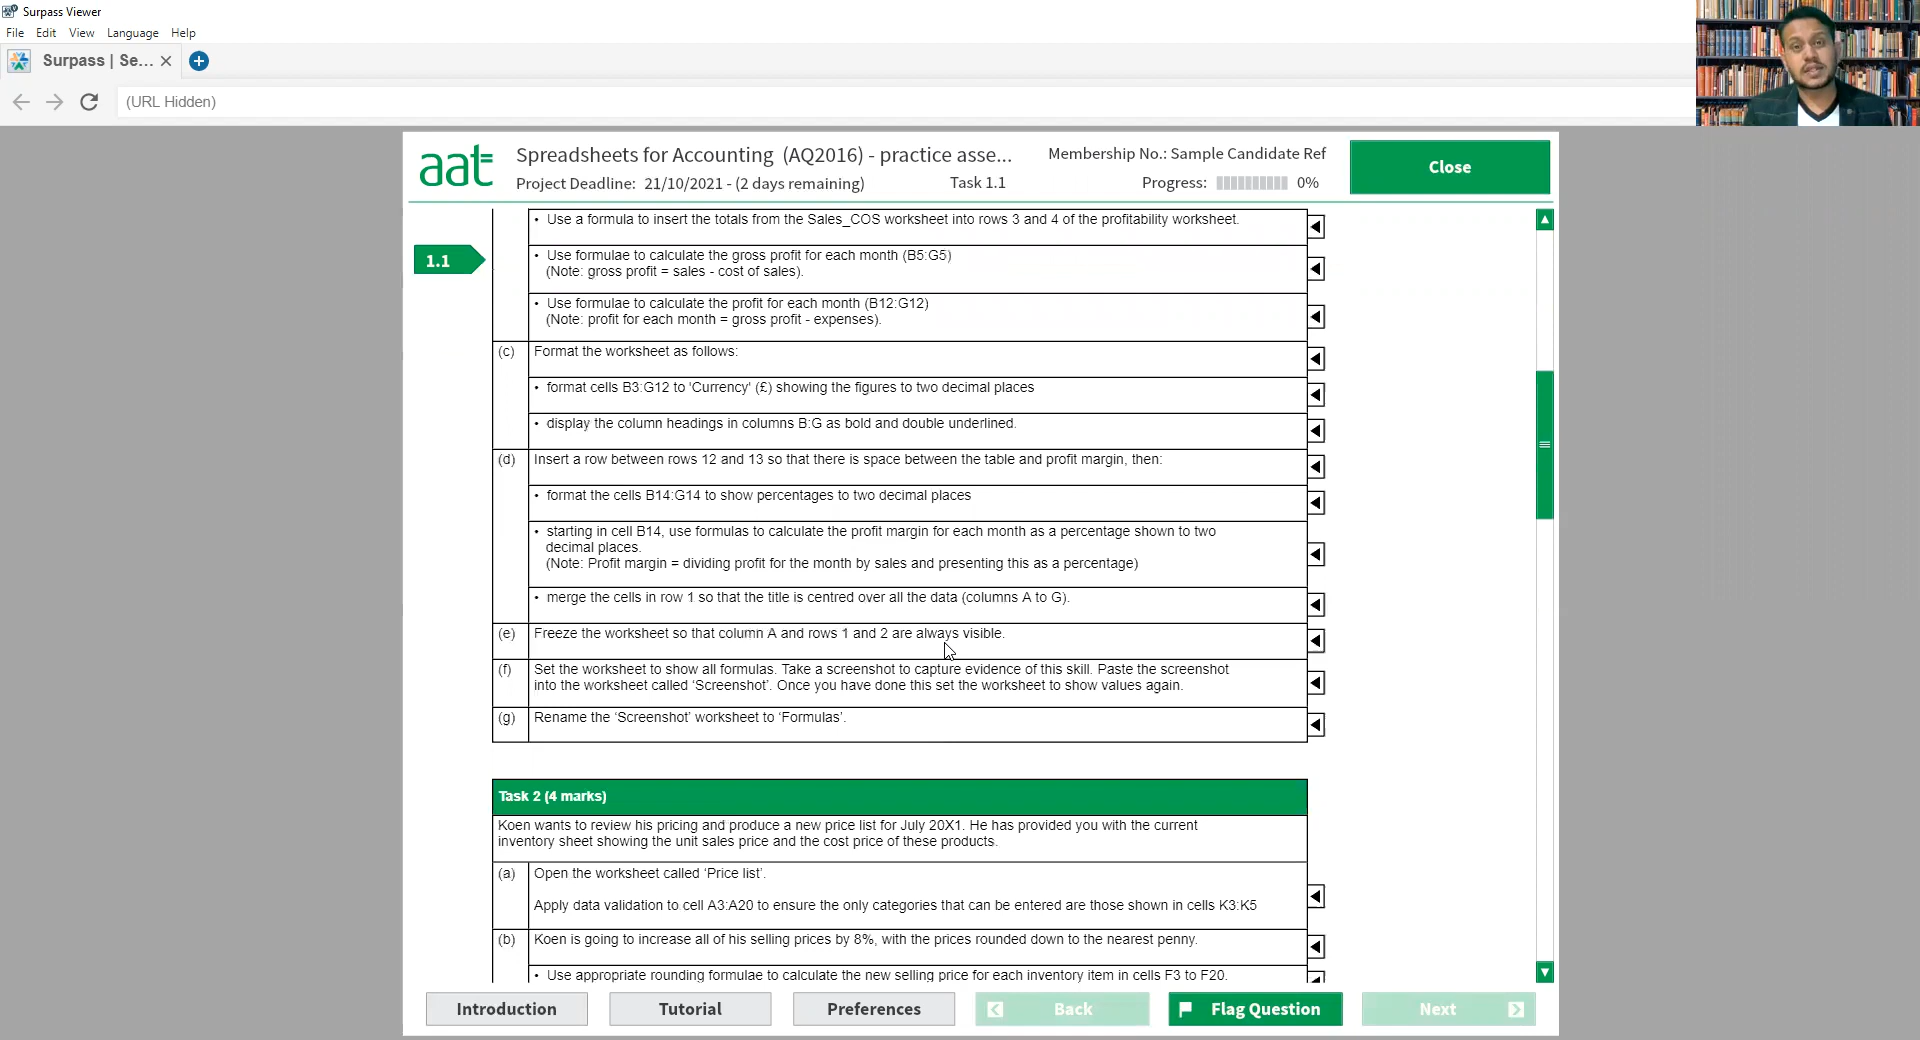 Surpass Viewer
File Edit View Language Help
Surpass | Se...
(URL Hidden)
aat
Spreadsheets for Accounting (AQ2016) - practice asse...
Membership No.: Sample Candidate Ref
Close
Project Deadline: 21/10/2021 - (2 days remaining)
Task 1.1
Progress: 0%
1.1
• Use a formula to insert the totals from the Sales_COS worksheet into rows 3 and 4 of the profitability worksheet.
• Use formulae to calculate the gross profit for each month (B5:G5)
(Note: gross profit = sales - cost of sales).
• Use formulae to calculate the profit for each month (B12:G12)
(Note: profit for each month = gross profit - expenses).
(c) Format the worksheet as follows:
• format cells B3:G12 to 'Currency' (£) showing the figures to two decimal places
• display the column headings in columns B:G as bold and double underlined.
(d) Insert a row between rows 12 and 13 so that there is space between the table and profit margin, then:
• format the cells B14:G14 to show percentages to two decimal places
• starting in cell B14, use formulas to calculate the profit margin for each month as a percentage shown to two
decimal places.
(Note: Profit margin = dividing profit for the month by sales and presenting this as a percentage)
• merge the cells in row 1 so that the title is centred over all the data (columns A to G).
(e) Freeze the worksheet so that column A and rows 1 and 2 are always visible.
(f) Set the worksheet to show all formulas. Take a screenshot to capture evidence of this skill. Paste the screenshot
into the worksheet called ‘Screenshot’. Once you have done this set the worksheet to show values again.
(g) Rename the ‘Screenshot’ worksheet to ‘Formulas’.
Task 2 (4 marks)
Koen wants to review his pricing and produce a new price list for July 20X1. He has provided you with the current
inventory sheet showing the unit sales price and the cost price of these products.
(a) Open the worksheet called ‘Price list’.
Apply data validation to cell A3:A20 to ensure the only categories that can be entered are those shown in cells K3:K5
(b) Koen is going to increase all of his selling prices by 8%, with the prices rounded down to the nearest penny.
• Use appropriate rounding formulae to calculate the new selling price for each inventory item in cells F3 to F20.
Introduction
Tutorial
Preferences
Back
Flag Question
Next